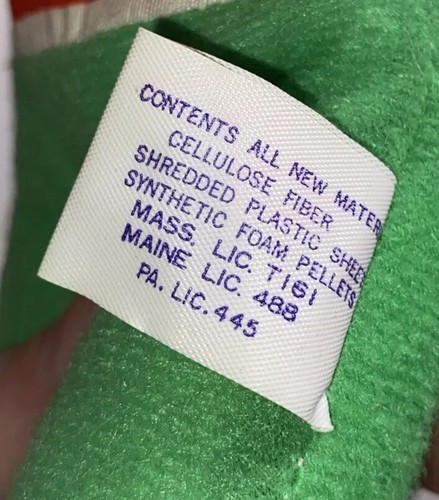 CONTENTS ALL NEW MATER
CELLULOSE FIBER
SHREDDED PLASTIC SHEE
SYNTHETIC FOAM PELLETS
MASS. LIC. T161
MAINE LIC. 488
PA. LIC. 445